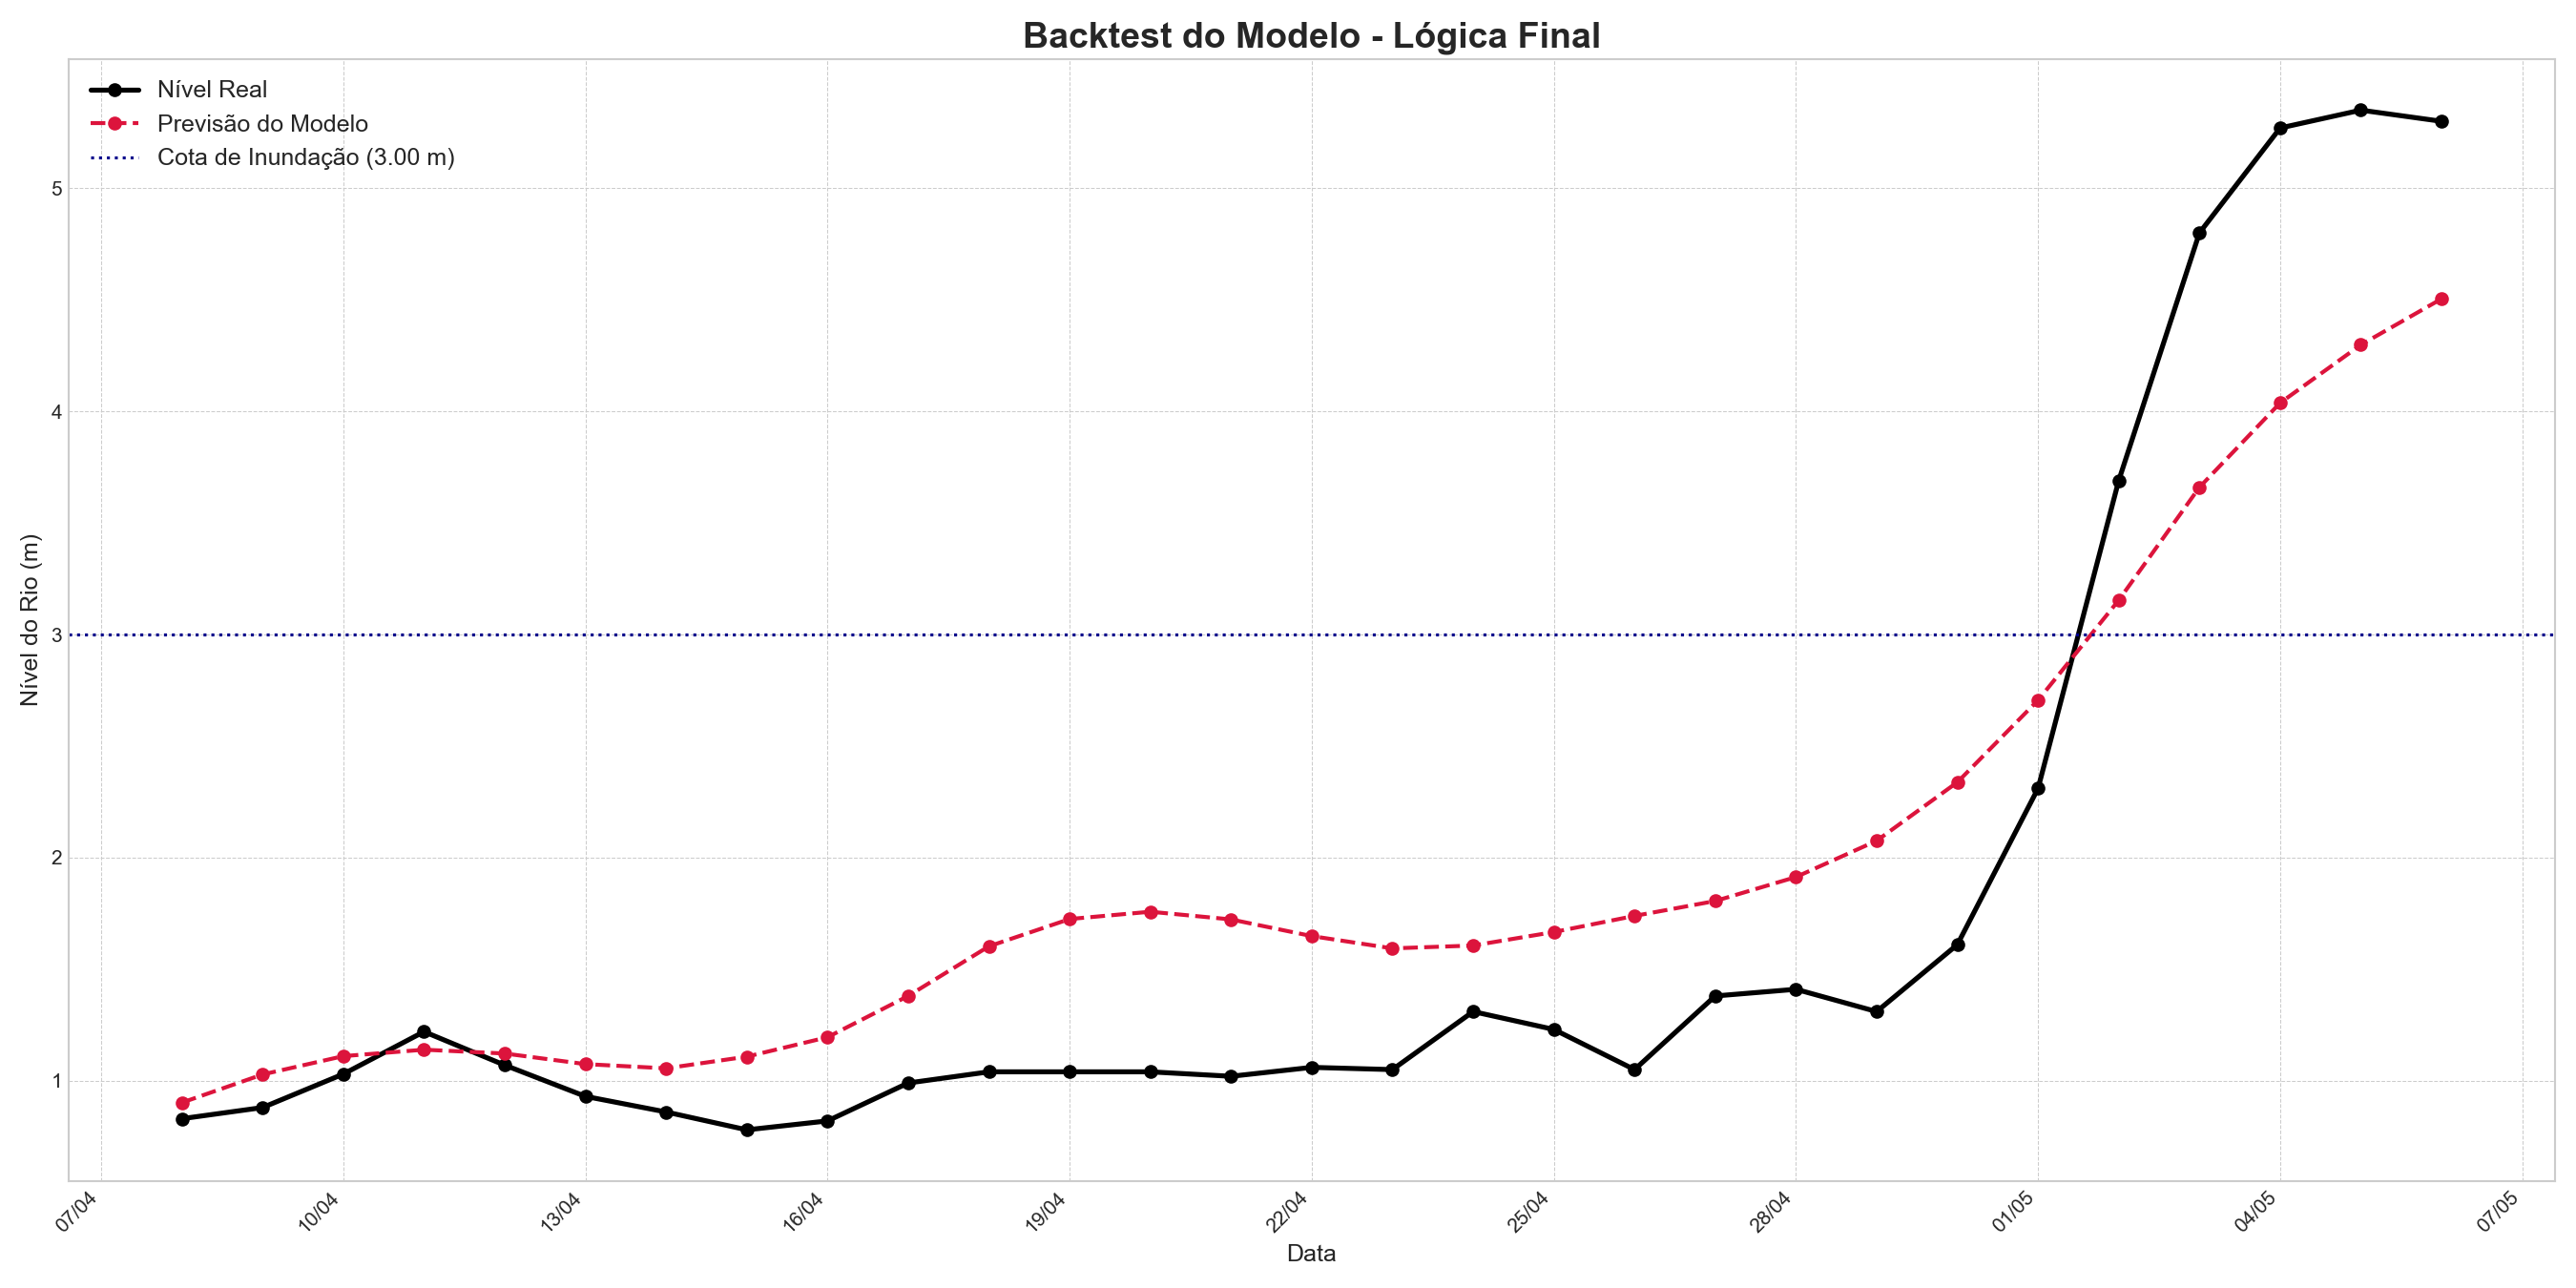 Backtest do Modelo - Lógica Final
Nível Real
Previsão do Modelo
Cota de Inundação (3.00 m)
Nível do Rio (m)
5
4
3
2
1
07/04
10/04
13/04
16/04
19/04
22/04
25/04
28/04
01/05
04/05
07/05
Data